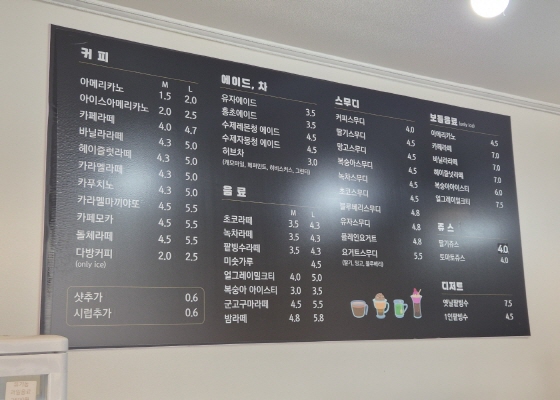 커 피
M L
아메리카노 1.5 2.0
아이스아메리카노 2.0 2.5
카페라떼 4.0 4.7
바닐라라떼 4.3 5.0
헤이즐럿라떼 4.3 5.0
카라멜라떼 4.3 5.0
카푸치노 4.3 5.0
카라멜마끼아또 4.5 5.5
카페모카 4.5 5.5
돌체라떼 4.5 5.5
다방커피 2.0 2.5
(only ice)
샷추가 0.6
시럽추가 0.6
에이드, 차
유자에이드 3.5
홍초에이드 3.5
수제레몬청 에이드 4.5
수제자몽청 에이드 4.5
허브차 3.0
음 료
M L
초코라떼 3.5 4.3
녹차라떼 3.5 4.3
팥빙수라떼 3.5 4.3
미숫가루 4.5
얼그레이밀크티 4.0 5.0
복숭아 아이스티 3.0 3.5
군고구마라떼 4.5 5.5
밤라떼 4.8 5.8
스무디
커피스무디 4.0
딸기스무디 4.5
망고스무디 4.5
복숭아스무디 4.5
녹차스무디 4.5
초코스무디 4.5
블루베리스무디 4.8
유자스무디 4.8
플레인요거트 4.8
요거트스무디 5.5
(딸기, 망고, 블루베리)
보틀음료 (only ice)
아메리카노 4.5
카페라떼 7.0
바닐라라떼 7.0
헤이즐럿라떼 7.0
복숭아아이스티 6.0
얼그레이밀크티 7.5
쥬 스
딸기쥬스 4.0
토마토쥬스 4.0
디저트
옛날팥빙수 7.5
1인팥빙수 4.5